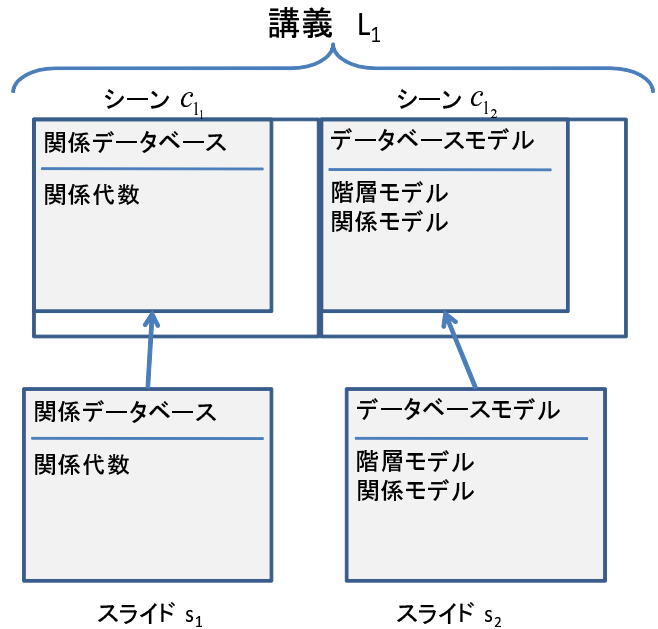 講義 L1
シーン Cl1
シーン Cl2
関係データベース
関係代数
データベースモデル
階層モデル
関係モデル
関係データベース
関係代数
データベースモデル
階層モデル
関係モデル
スライド s1
スライド s2